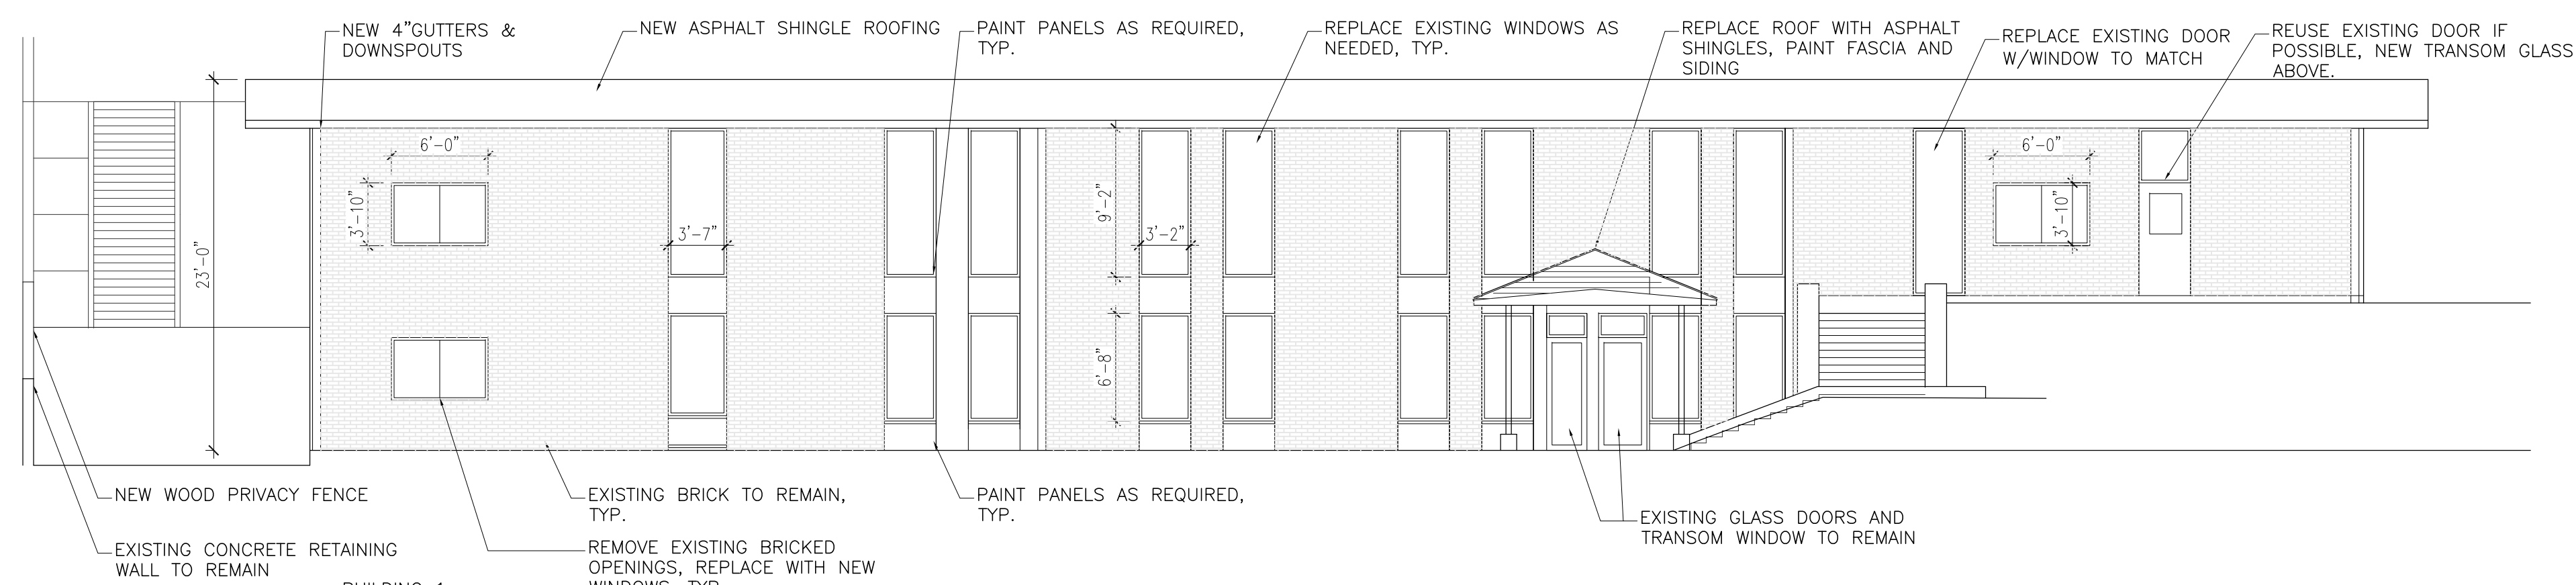 NEW 4"GUTTERS &
DOWNSPOUTS
NEW ASPHALT SHINGLE ROOFING
PAINT PANELS AS REQUIRED,
TYP.
REPLACE EXISTING WINDOWS AS
NEEDED, TYP.
REPLACE ROOF WITH ASPHALT
SHINGLES, PAINT FASCIA AND
SIDING
REPLACE EXISTING DOOR
W/WINDOW TO MATCH
REUSE EXISTING DOOR IF
POSSIBLE, NEW TRANSOM GLASS
ABOVE.
6'-0"
3'-10"
23'-0"
3'-7"
9'-2"
3'-2"
6'-8"
6'-0"
3'-10"
NEW WOOD PRIVACY FENCE
EXISTING CONCRETE RETAINING
WALL TO REMAIN
EXISTING BRICK TO REMAIN,
TYP.
REMOVE EXISTING BRICKED
OPENINGS, REPLACE WITH NEW
WINDOWS, TYP.
PAINT PANELS AS REQUIRED,
TYP.
EXISTING GLASS DOORS AND
TRANSOM WINDOW TO REMAIN
BUILDING 1